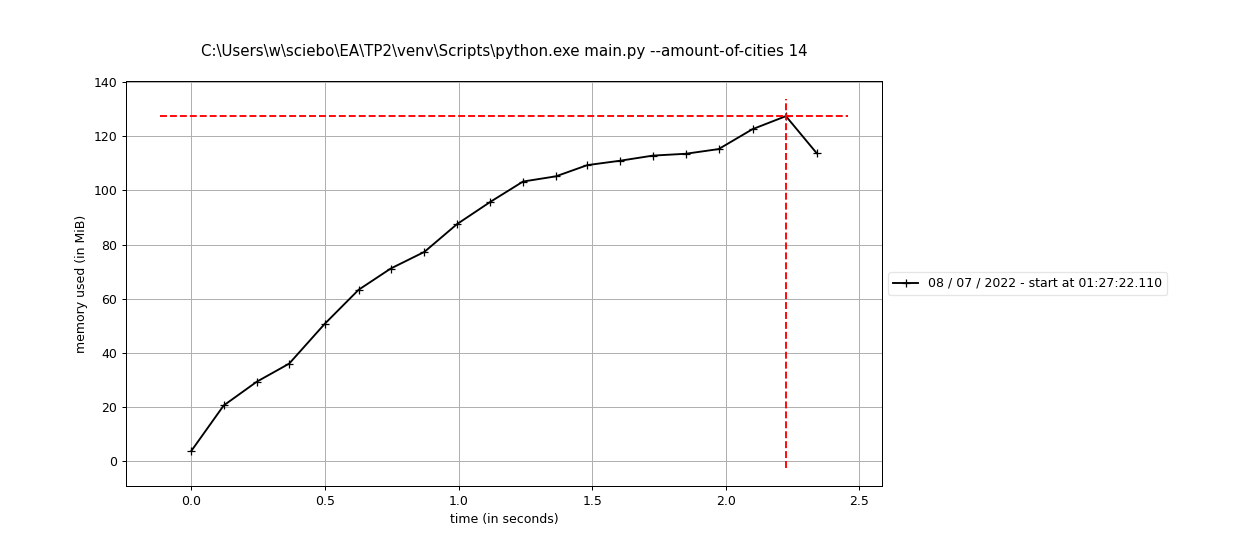 C:\Users\w\sciebo\EA\TP2\venv\Scripts\python.exe main.py --amount-of-cities 14
140
120
100
80
60
40
20
0
memory used (in MiB)
0.0 0.5 1.0 1.5 2.0 2.5
time (in seconds)
08 / 07 / 2022 - start at 01:27:22.110